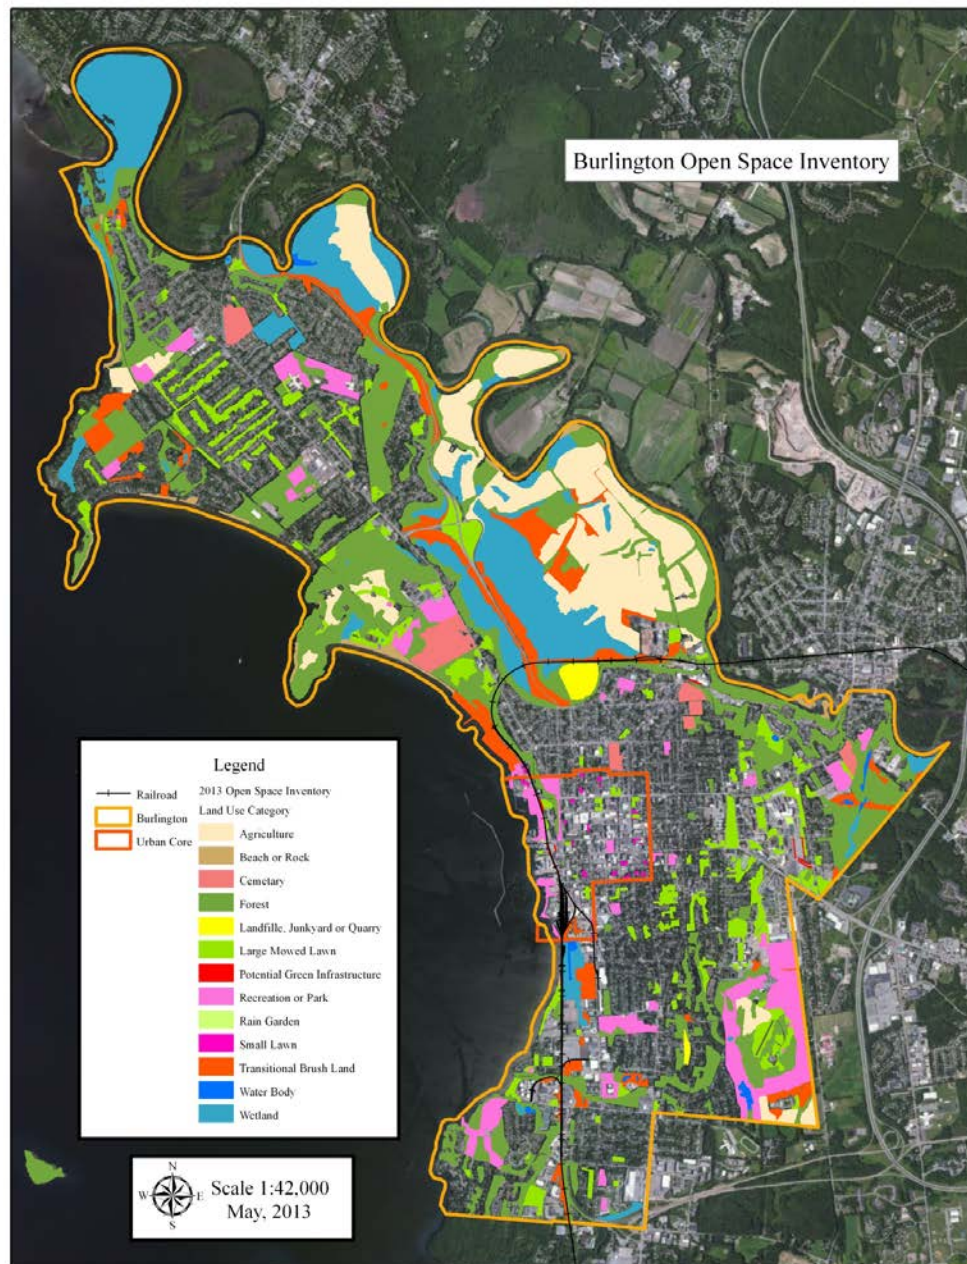 Burlington Open Space Inventory
Legend
Railroad
Burlington
Urban Core
2013 Open Space Inventory
Land Use Category
Agriculture
Beach or Rock
Cemetary
Forest
Landfille, Junkyard or Quarry
Large Mowed Lawn
Potential Green Infrastructure
Recreation or Park
Rain Garden
Small Lawn
Transitional Brush Land
Water Body
Wetland
N
W E
S
Scale 1:42,000
May, 2013